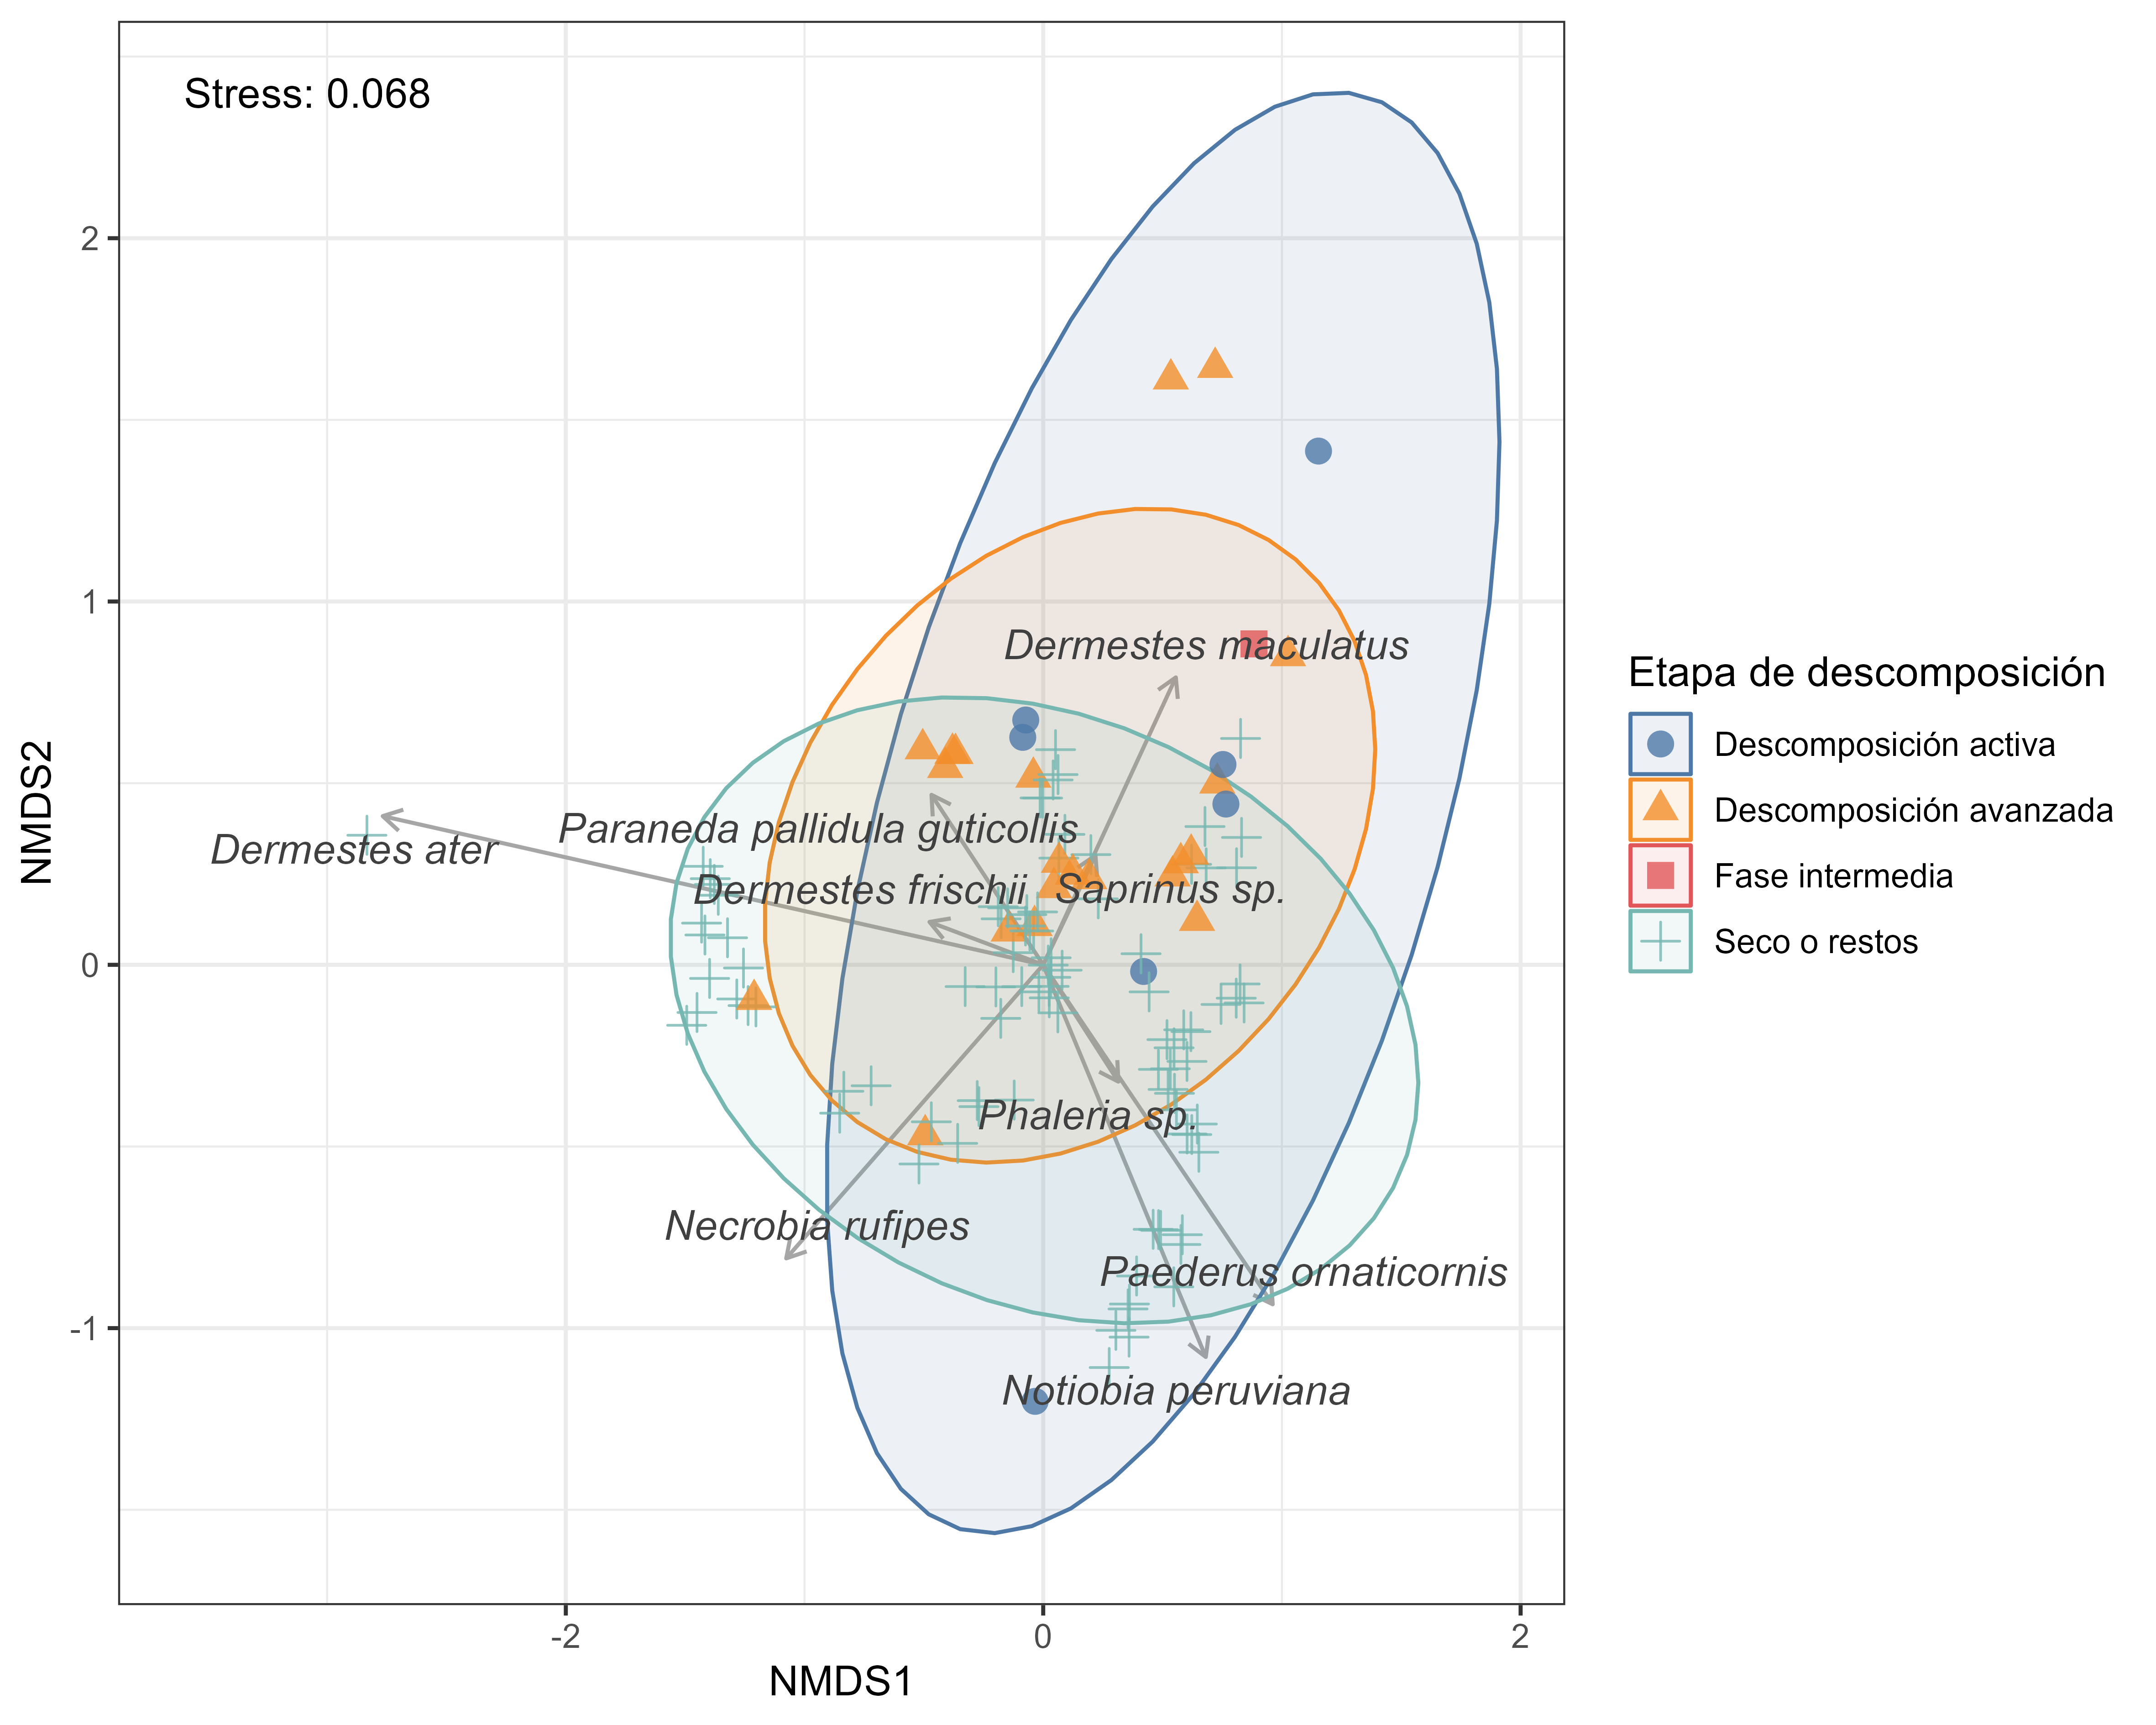 Stress: 0.068
2
1
0
-1
NMDS2
Dermestes maculatus
Paraneda pallidula guticollis
Dermestes ater
Dermestes frischii
Saprinus sp.
Phaleria sp.
Necrobia rufipes
Paederus ornaticornis
Notiobia peruviana
-2
0
2
NMDS1
Etapa de descomposición
Descomposición activa
Descomposición avanzada
Fase intermedia
Seco o restos